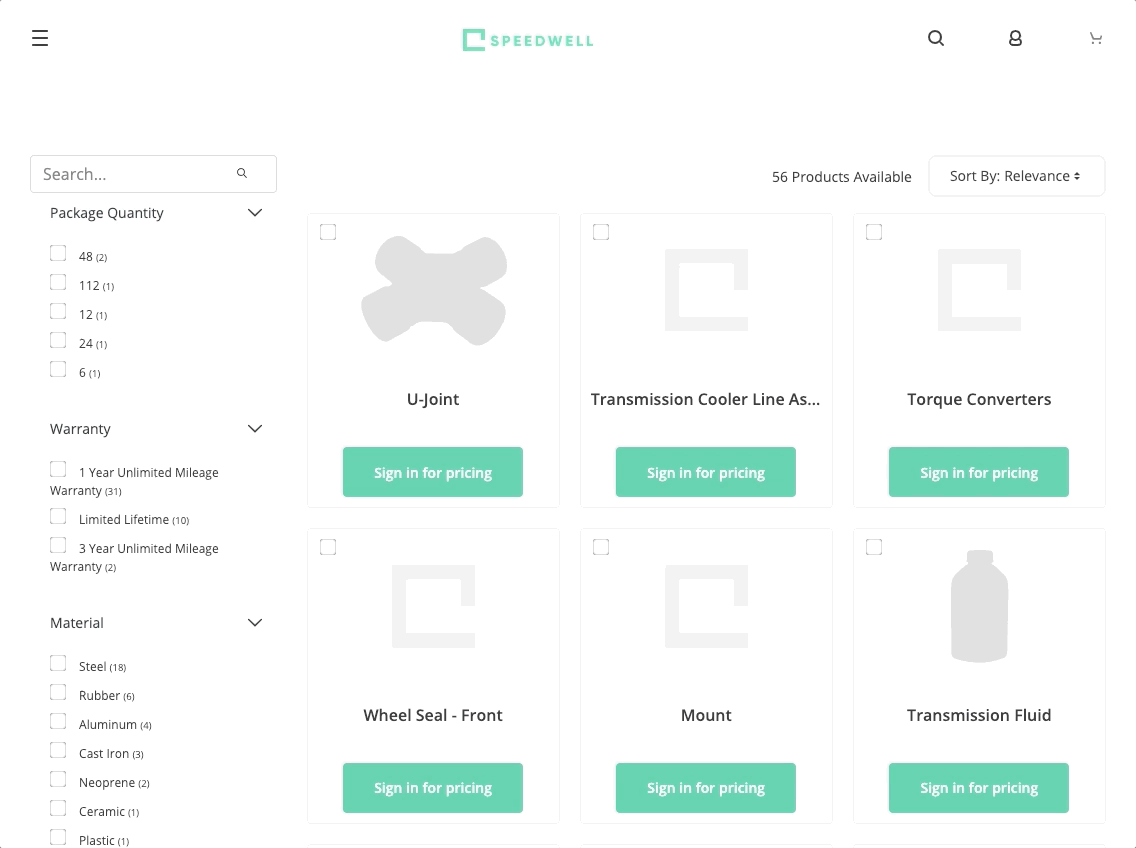 SPEEDWELL
Search...
56 Products Available
Sort By: Relevance
Package Quantity
48 (2)
112 (1)
12 (1)
24 (1)
6 (1)
Warranty
1 Year Unlimited Mileage
Warranty (31)
Limited Lifetime (10)
3 Year Unlimited Mileage
Warranty (2)
Material
Steel (18)
Rubber (6)
Aluminum (4)
Cast Iron (3)
Neoprene (2)
Ceramic (1)
Plastic (1)
U-Joint
Transmission Cooler Line As...
Torque Converters
Sign in for pricing
Sign in for pricing
Sign in for pricing
Wheel Seal - Front
Mount
Transmission Fluid
Sign in for pricing
Sign in for pricing
Sign in for pricing